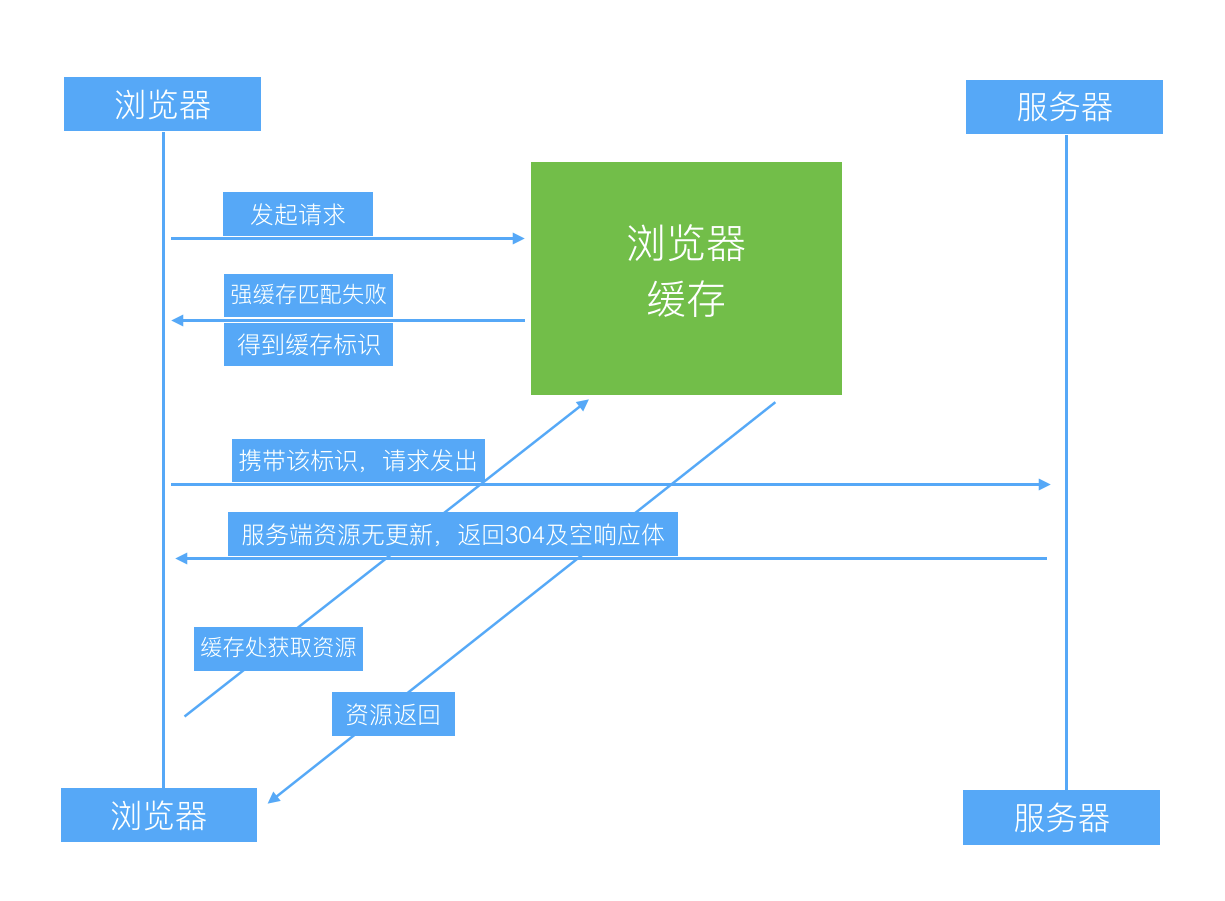 浏览器
服务器
发起请求
浏览器
缓存
强缓存匹配失败
得到缓存标识
携带该标识，请求发出
服务端资源无更新，返回304及空响应体
缓存处获取资源
资源返回
浏览器
服务器